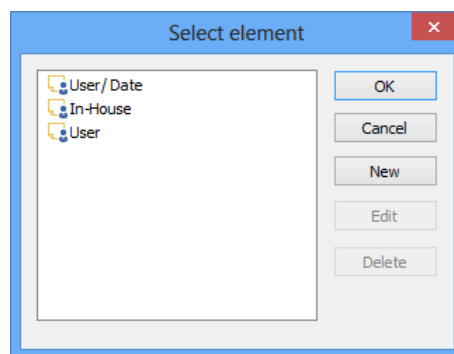 Select element
User/ Date
In-House
User
OK
Cancel
New
Edit
Delete